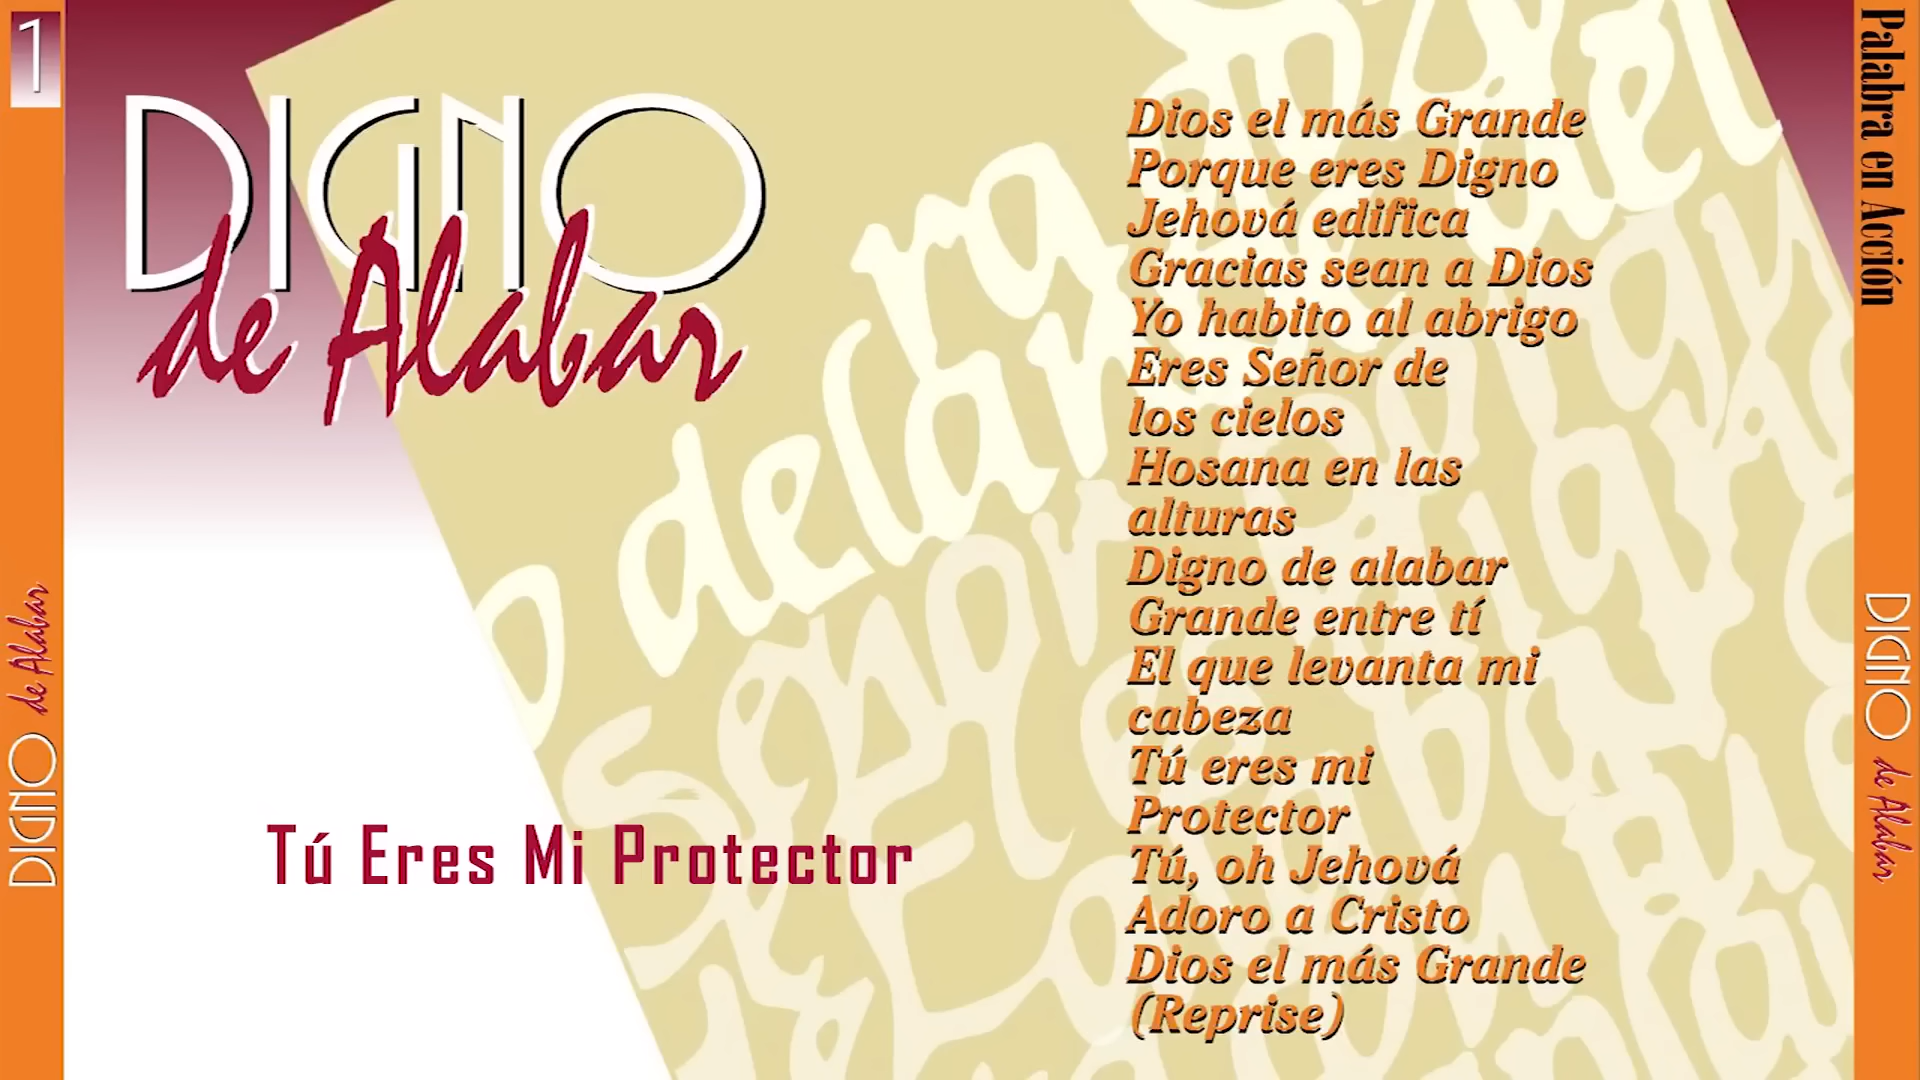 1
DIGNO
de Alabar
DIGNO
de Alabar
Tú Eres Mi Protector
Dios el más Grande
Porque eres Digno
Jehová edifica
Gracias sean a Dios
Yo habito al abrigo
Eres Señor de
los cielos
Hosana en las
alturas
Digno de alabar
Grande entre tí
El que levanta mi
cabeza
Tú eres mi
Protector
Tú, oh Jehová
Adoro a Cristo
Dios el más Grande
(Reprise)
Palabra en Acción
DIGNO
de Alabar